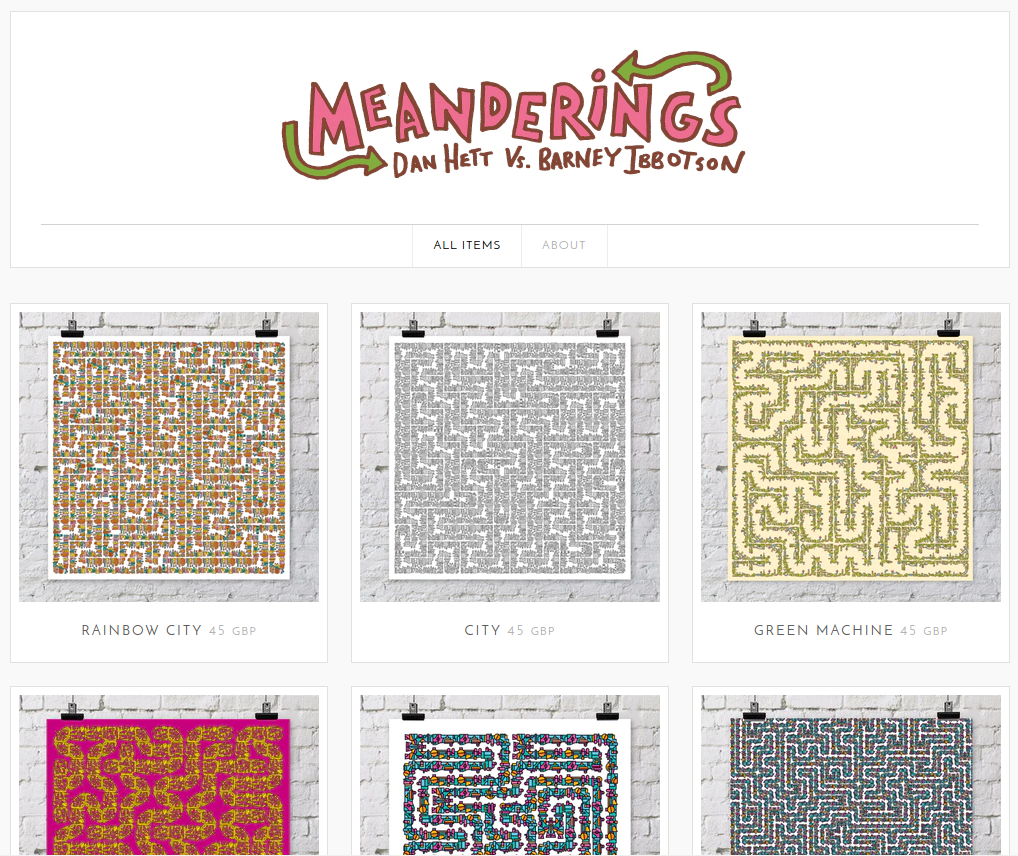 MEANDERINGS
DAN HETT VS. BARNEY IBBOTSON
ALL ITEMS
ABOUT
RAINBOW CITY 45 GBP
CITY 45 GBP
GREEN MACHINE 45 GBP